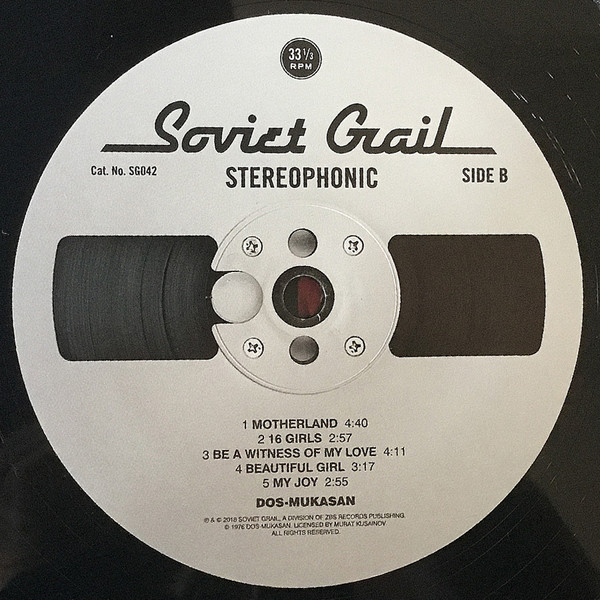 33 ⅓
RPM
Soviet Grail
Cat. No. SG042
STEREOPHONIC
SIDE B
1 MOTHERLAND 4:40
2 16 GIRLS 2:57
3 BE A WITNESS OF MY LOVE 4:11
4 BEAUTIFUL GIRL 3:17
5 MY JOY 2:55
DOS-MUKASAN
℗ & © 2018 SOVIET GRAIL, A DIVISION OF ZBS RECORDS PUBLISHING.
© 1976 DOS-MUKASAN. LICENSED BY MURAT KUSAINOV
ALL RIGHTS RESERVED.